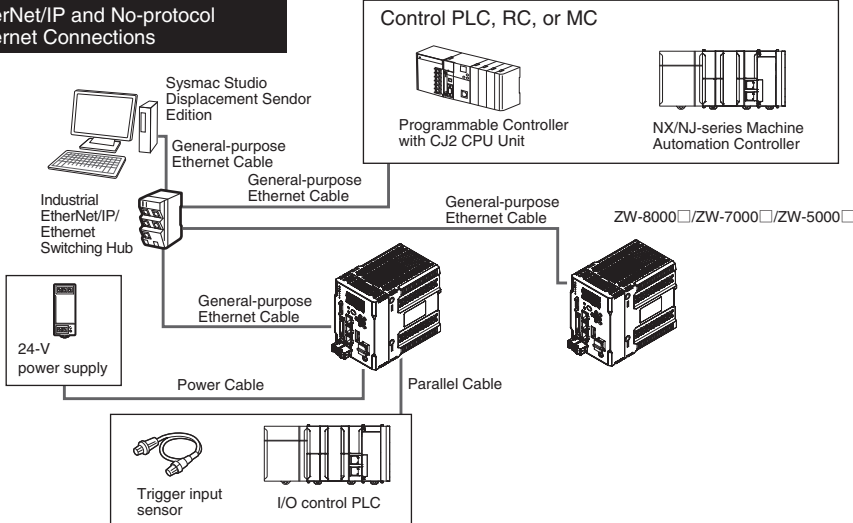 erNet/IP and No-protocol
ernet Connections
Control PLC, RC, or MC
Sysmac Studio
Displacement Sendor
Edition
Programmable Controller
with CJ2 CPU Unit
NX/NJ-series Machine
Automation Controller
General-purpose
Ethernet Cable
General-purpose
Ethernet Cable
Industrial
EtherNet/IP/
Ethernet
Switching Hub
General-purpose
Ethernet Cable
ZW-8000□/ZW-7000□/ZW-5000□
General-purpose
Ethernet Cable
24-V
power supply
Power Cable
Parallel Cable
Trigger input
sensor
I/O control PLC